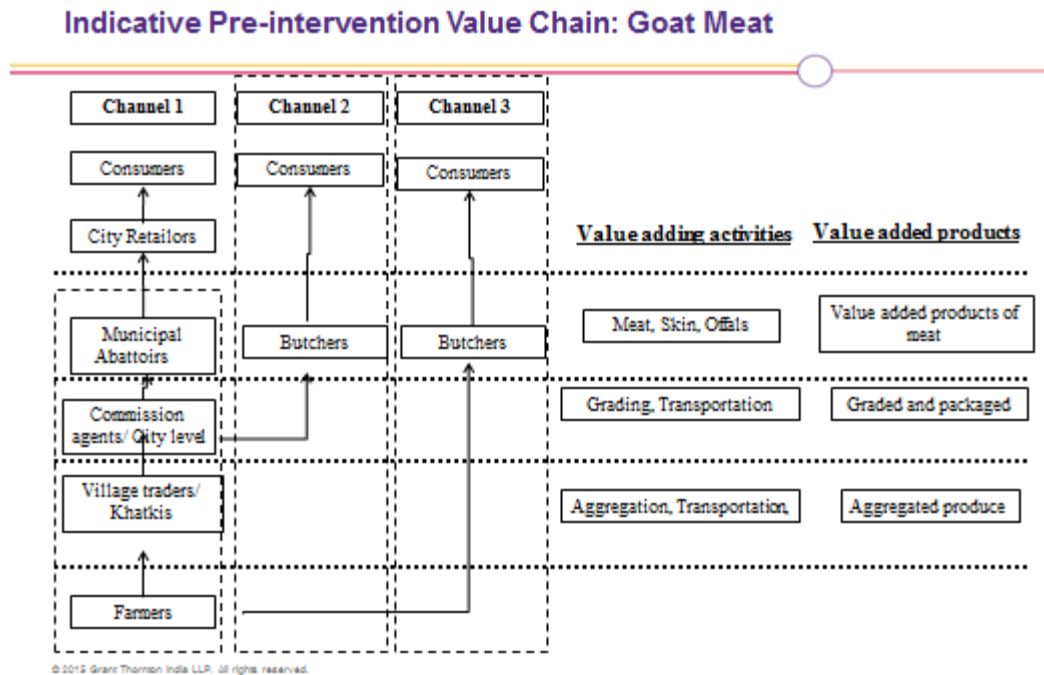 Indicative Pre-intervention Value Chain: Goat Meat
Channel 1
Channel 2
Channel 3
Consumers
Consumers
Consumers
City Retailors
Value adding activities
Value added products
Municipal
Abattoirs
Butchers
Butchers
Meat, Skin, Offals
Value added products of
meat
Commission
agents/ City level
Grading, Transportation
Graded and packaged
Village traders/
Khatkis
Aggregation, Transportation,
Aggregated produce
Farmers
© 2015 Grant Thornton India LLP. All rights reserved.